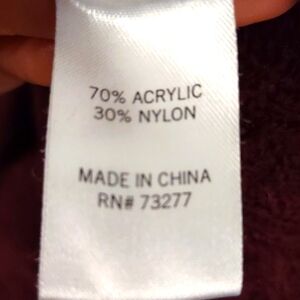 70% ACRYLIC
30% NYLON
MADE IN CHINA
RN# 73277